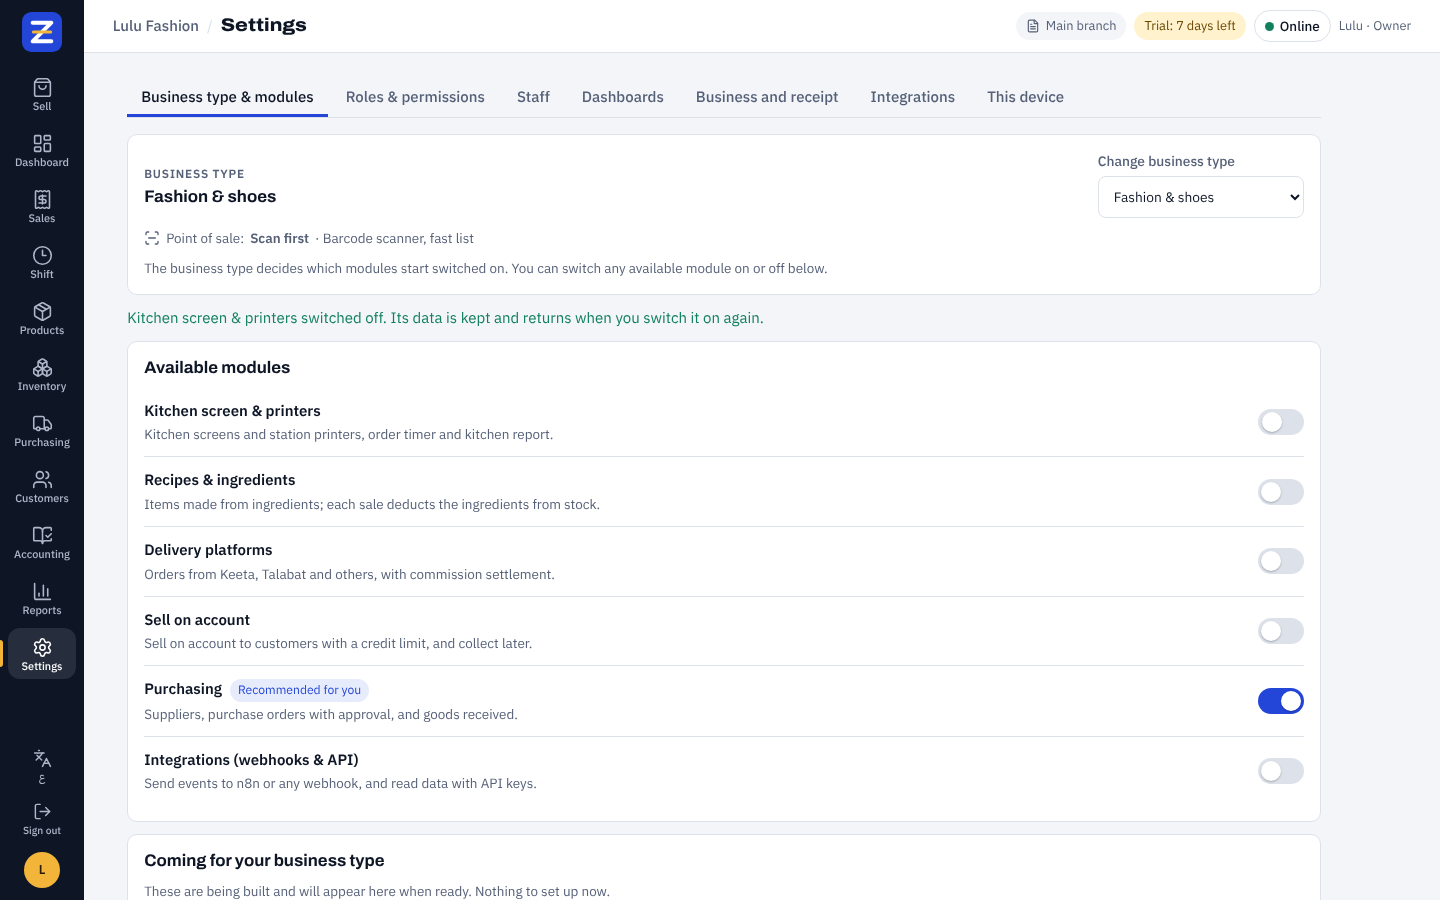 Lulu Fashion / Settings
Main branch
Trial: 7 days left
Online
Lulu · Owner
Sell
Dashboard
Sales
Shift
Products
Inventory
Purchasing
Customers
Accounting
Reports
Settings
ع
Sign out
L
Business type & modules
Roles & permissions
Staff
Dashboards
Business and receipt
Integrations
This device
BUSINESS TYPE
Fashion & shoes
Change business type
Fashion & shoes
Point of sale: Scan first · Barcode scanner, fast list
The business type decides which modules start switched on. You can switch any available module on or off below.
Kitchen screen & printers switched off. Its data is kept and returns when you switch it on again.
Available modules
Kitchen screen & printers
Kitchen screens and station printers, order timer and kitchen report.
Recipes & ingredients
Items made from ingredients; each sale deducts the ingredients from stock.
Delivery platforms
Orders from Keeta, Talabat and others, with commission settlement.
Sell on account
Sell on account to customers with a credit limit, and collect later.
Purchasing Recommended for you
Suppliers, purchase orders with approval, and goods received.
Integrations (webhooks & API)
Send events to n8n or any webhook, and read data with API keys.
Coming for your business type
These are being built and will appear here when ready. Nothing to set up now.